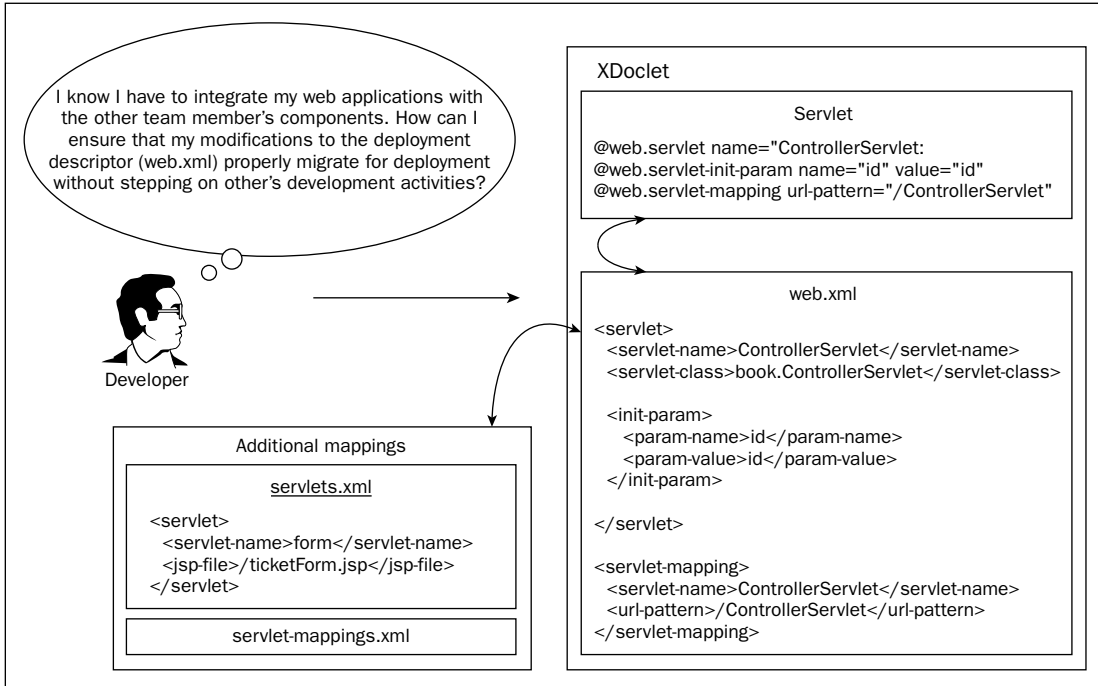 I know I have to integrate my web applications with
the other team member's components. How can I
ensure that my modifications to the deployment
descriptor (web.xml) properly migrate for deployment
without stepping on other's development activities?
Developer
Additional mappings
servlets.xml
<servlet>
<servlet-name>form</servlet-name>
<jsp-file>/ticketForm.jsp</jsp-file>
</servlet>
servlet-mappings.xml
XDoclet
Servlet
@web.servlet name="ControllerServlet:
@web.servlet-init-param name="id" value="id"
@web.servlet-mapping url-pattern="/ControllerServlet"
web.xml
<servlet>
<servlet-name>ControllerServlet</servlet-name>
<servlet-class>book.ControllerServlet</servlet-class>
<init-param>
<param-name>id</param-name>
<param-value>id</param-value>
</init-param>
</servlet>
<servlet-mapping>
<servlet-name>ControllerServlet</servlet-name>
<url-pattern>/ControllerServlet</url-pattern>
</servlet-mapping>